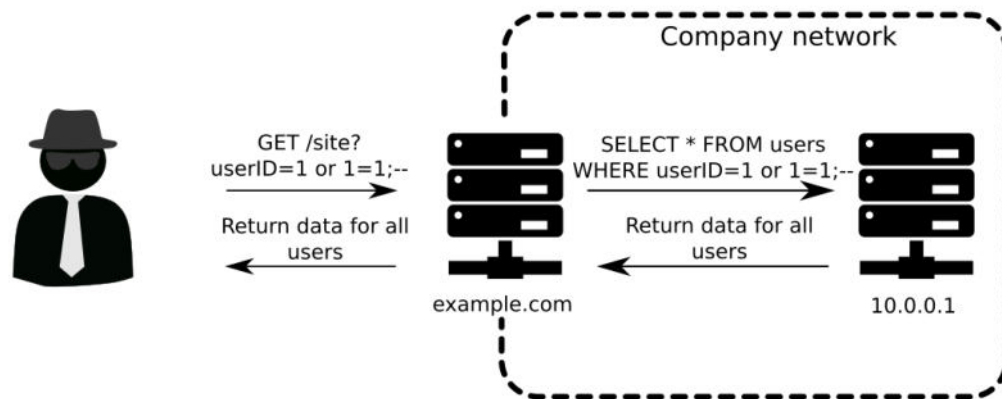 Company network
GET /site?
userID=1 or 1=1;--
SELECT * FROM users
WHERE userID=1 or 1=1;--
Return data for all
users
Return data for all
users
example.com
10.0.0.1